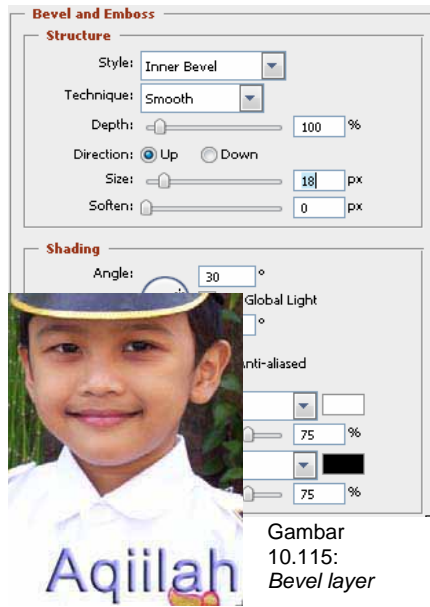 Bevel and Emboss
Structure
Style: Inner Bevel
Technique: Smooth
Depth: 100 %
Direction: Up Down
Size: 18 px
Soften: 0 px
Shading
Angle: 30 °
Global Light
°
nti-aliased
75 %
75 %
Aqiilah
Gambar
10.115:
Bevel layer